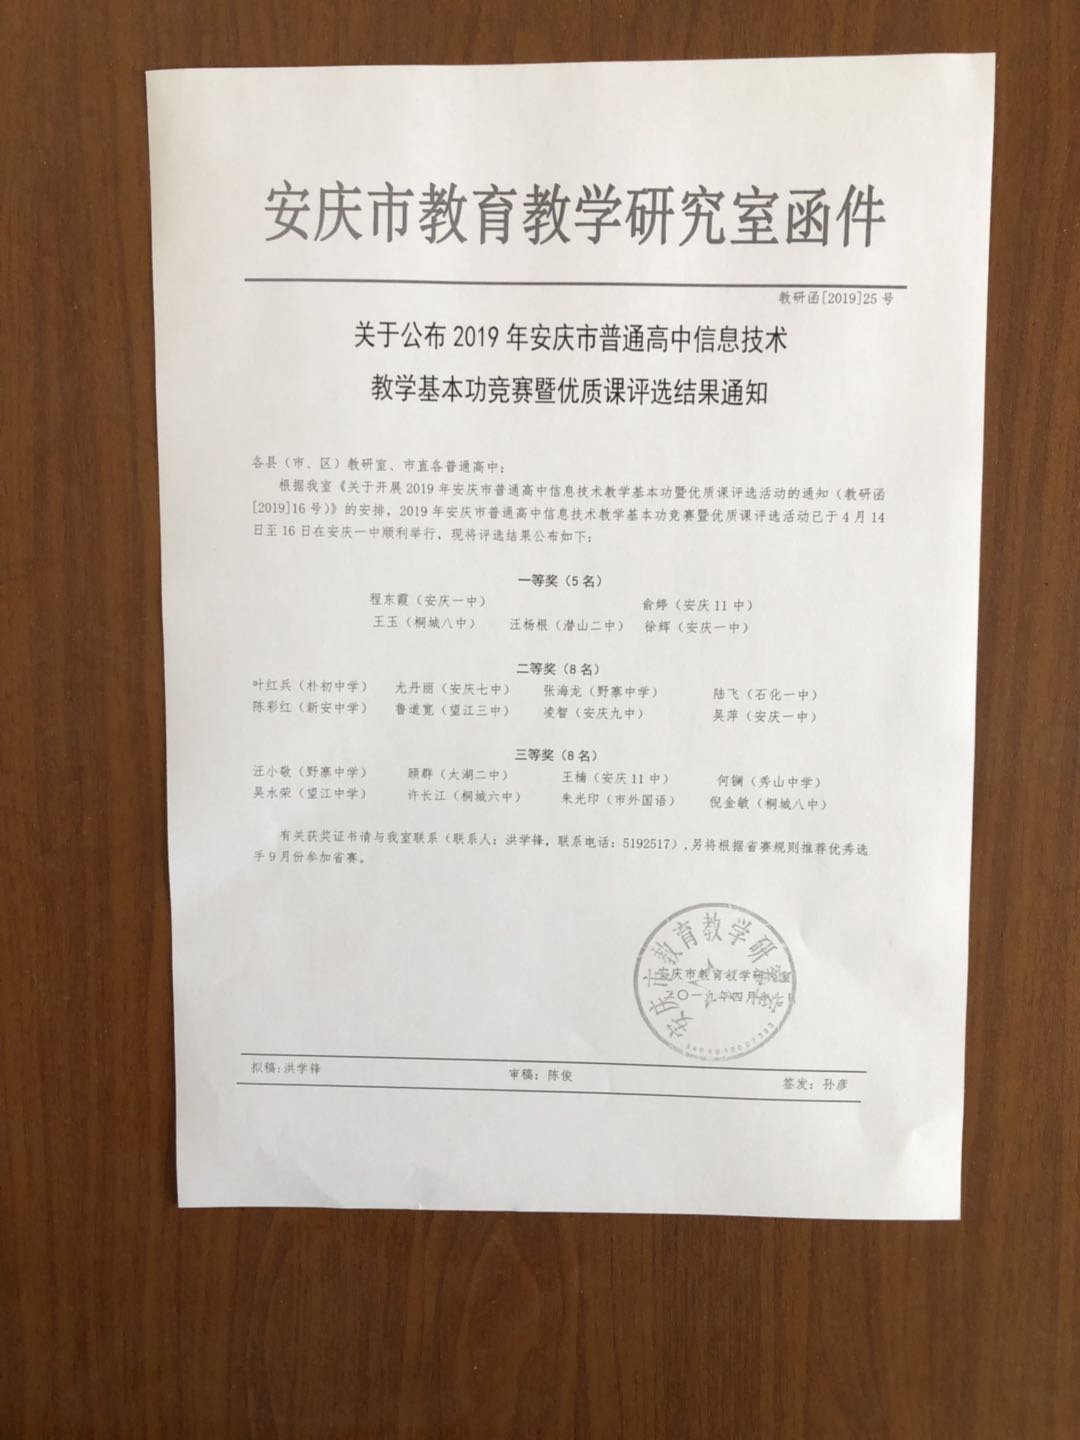 安庆市教育教学研究室函件
教研函[2019]25号
关于公布2019年安庆市普通高中信息技术
教学基本功竞赛暨优质课评选结果通知
各县（市、区）教研室、市直各普通高中：
根据我室《关于开展2019年安庆市普通高中信息技术教学基本功暨优质课评选活动的通知（教研函
[2019]16号）》的安排，2019年安庆市普通高中信息技术教学基本功竞赛暨优质课评选活动已于4月14
日至16日在安庆一中顺利举行，现将评选结果公布如下：
一等奖（5名）
程东霞（安庆一中） 俞婷（安庆11中）
王玉（桐城八中） 汪杨根（潜山二中） 徐辉（安庆一中）
二等奖（8名）
叶红兵（朴初中学） 尤丹丽（安庆七中） 张海龙（野寨中学） 陆飞（石化一中）
陈彩红（新安中学） 鲁道宽（望江三中） 凌智（安庆九中） 吴萍（安庆一中）
三等奖（8名）
汪小敬（野寨中学） 顾群（太湖二中） 王楠（安庆11中） 何镧（秀山中学）
吴水荣（望江中学） 许长江（桐城六中） 朱光印（市外国语） 倪金敏（桐城八中）
有关获奖证书请与我室联系（联系人：洪学锋，联系电话：5192517），另将根据省赛规则推荐优秀选
手9月份参加省赛。
安庆市教育教学研究室
安庆市教育教学研究室
二〇一九年四月
拟稿：洪学锋 审稿：陈俊 签发：孙彦